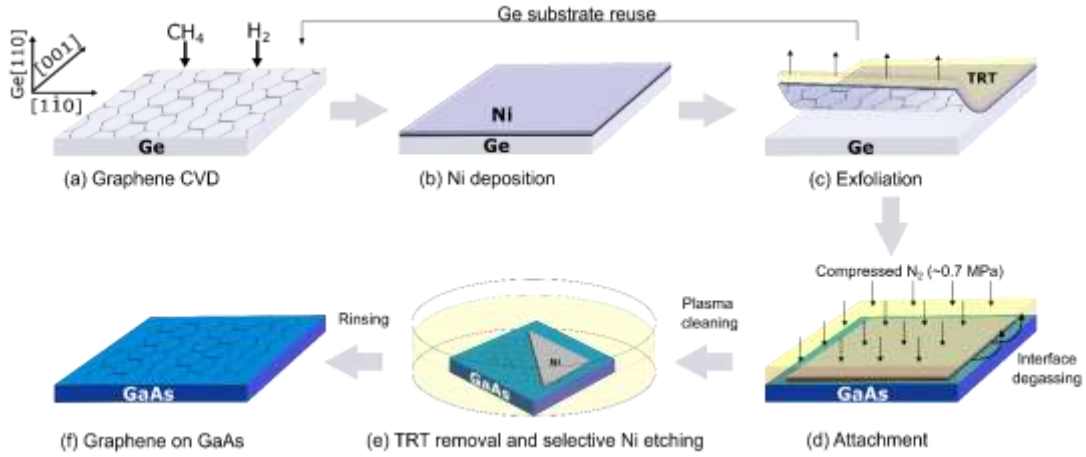 Ge substrate reuse
CH₄ H₂
Ge[110]
[001]
[11̄0]
Ge
(a) Graphene CVD
Ni
Ge
(b) Ni deposition
TRT
Ge
(c) Exfoliation
Compressed N₂ (~0.7 MPa)
Interface
degassing
GaAs
(d) Attachment
Plasma
cleaning
Ni
GaAs
(e) TRT removal and selective Ni etching
Rinsing
GaAs
(f) Graphene on GaAs